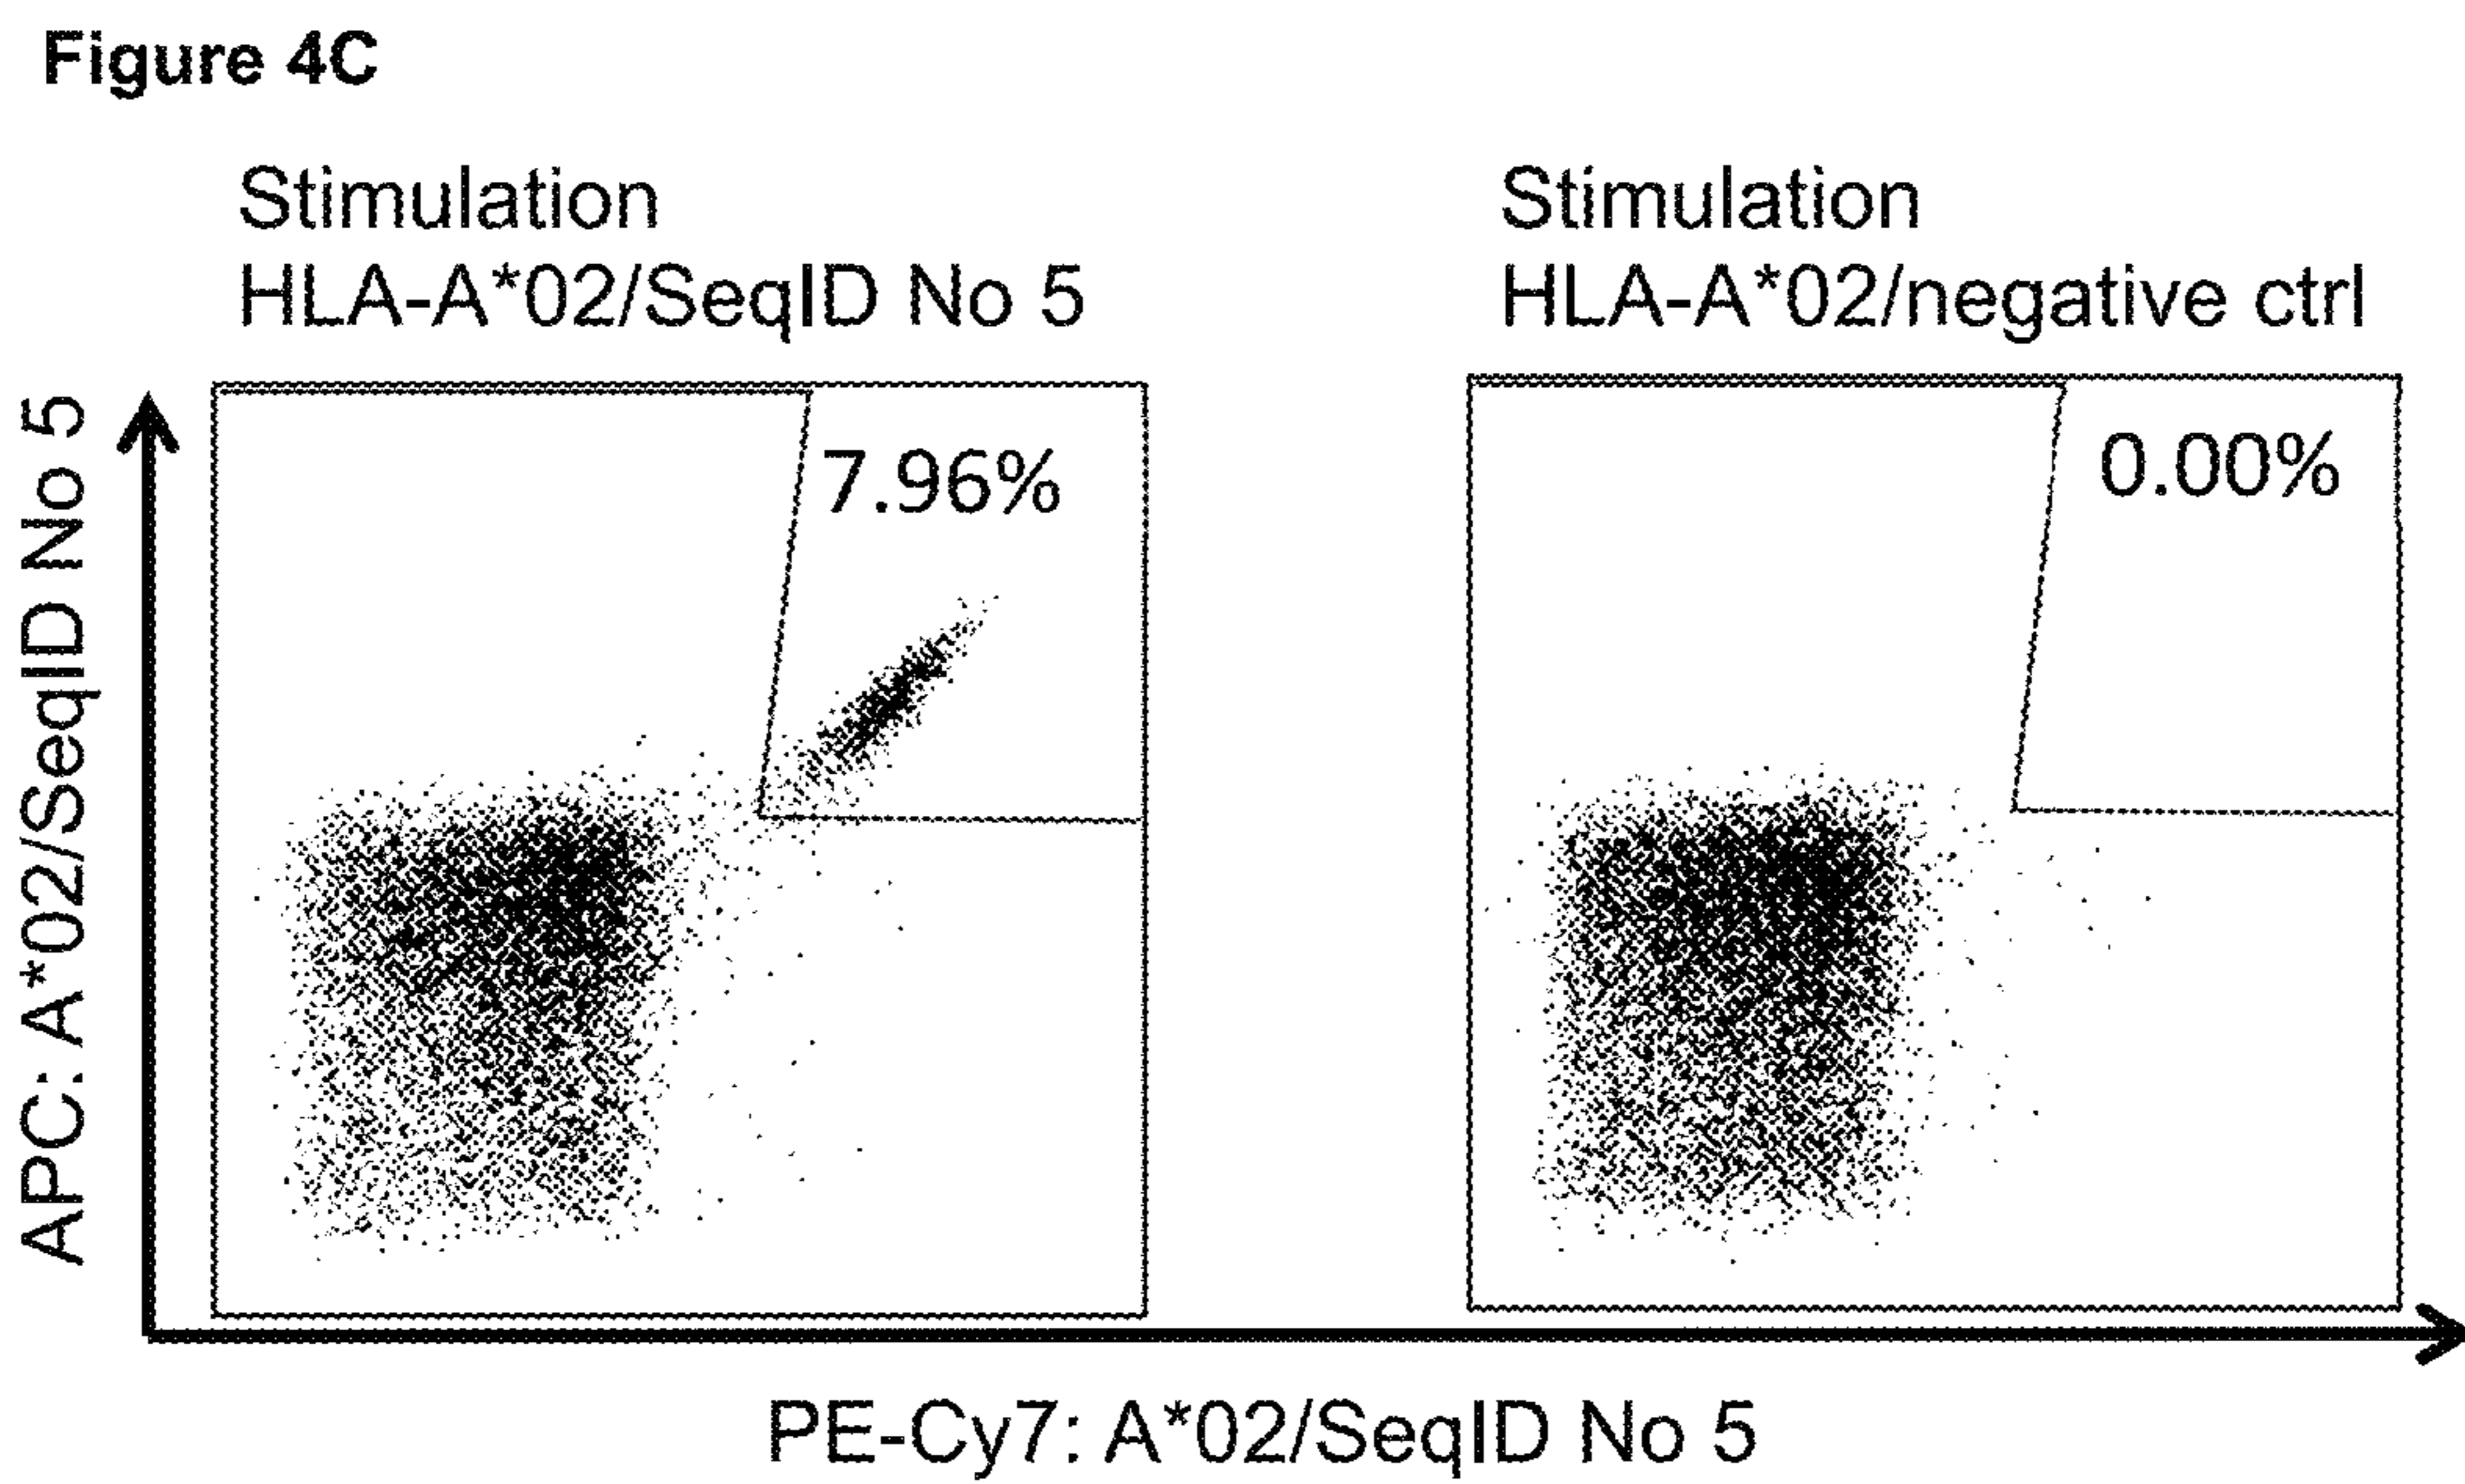 Figure 4C
Stimulation
HLA-A*02/SeqID No 5
Stimulation
HLA-A*02/negative ctrl
APC: A*02/SeqID No 5
7.96%
0.00%
PE-Cy7: A*02/SeqID No 5